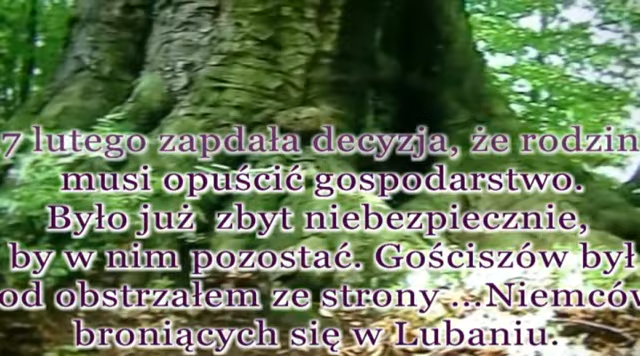 7 lutego zapdała decyzja, że rodzin
musi opuścić gospodarstwo.
Było już zbyt niebezpiecznie,
by w nim pozostać. Gościszów był
od obstrzałem ze strony ...Niemców
broniących się w Lubaniu.